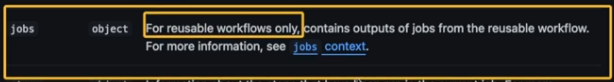 jobs object For reusable workflows only, contains outputs of jobs from the reusable workflow.
For more information, see jobs context.